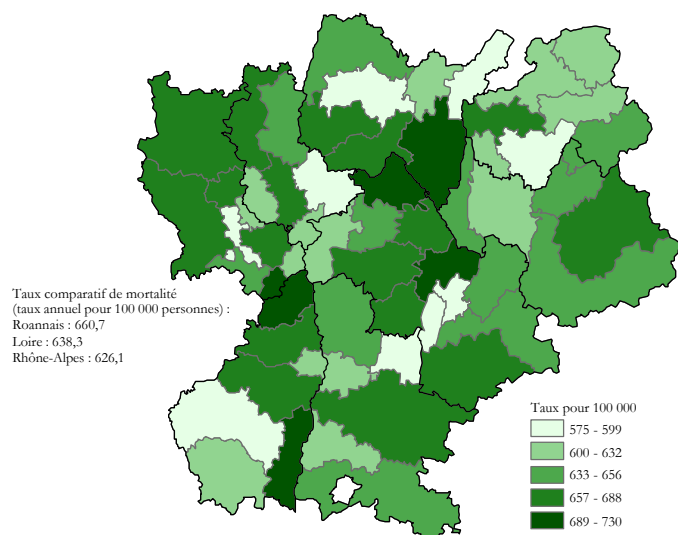 Taux comparatif de mortalité
(taux annuel pour 100 000 personnes) :
Roannais : 660,7
Loire : 638,3
Rhône-Alpes : 626,1
Taux pour 100 000
575 - 599
600 - 632
633 - 656
657 - 688
689 - 730